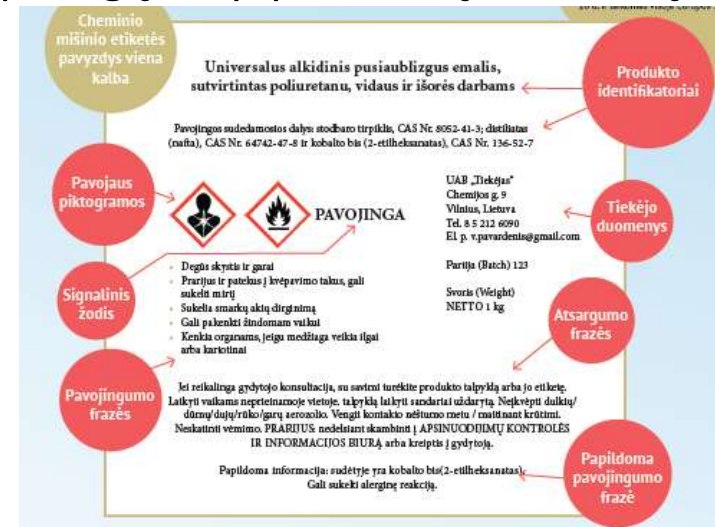 Cheminio
mišinio etiketės
pavyzdys viena
kalba
Universalus alkidinis pusiaublizgus emalis,
sutvirtintas poliuretanu, vidaus ir išorės darbams
Produkto
identifikatoriai
Pavojingos sudedamosios dalys: stodbaro tirpiklis, CAS Nr. 8052-41-3; distiliatas
(nafta), CAS Nr. 64742-47-8 ir kobalto bis (2-etilheksanatas), CAS Nr. 136-52-7
Pavojaus
piktogramos
PAVOJINGA
UAB „Tiekėjas“
Chemijos g. 9
Vilnius, Lietuva
Tel. 8 5 212 6090
El. p. v.pavardenis@gmail.com
Partija (Batch) 123
Svoris (Weight)
NETTO 1 kg
Tiekėjo
duomenys
Signalinis
žodis
Degūs skystis ir garai
Prarijus ir patekus į kvėpavimo takus, gali
sukelti mirtį
Sukelia smarkų akių dirginimą
Gali pakenkti žindomam vaikui
Kenkia organams, jeigu medžiaga veikia ilgai
arba kartotinai
Atsargumo
frazės
Pavojingumo
frazės
Jei reikalinga gydytojo konsultacija, su savimi turėkite produkto talpyklą arba jo etiketę.
Laikyti vaikams neprieinamoje vietoje, talpyklą laikyti sandariai uždarytą. Neįkvėpti dulkių/
dūmų/dujų/rūko/garų aerozolio. Vengti kontakto nėštumo metu / maitinant krūtimi.
Neskatinti vėmimo. PRARIJUS: nedelsiant skambinti į APSINUODIJIMŲ KONTROLĖS
IR INFORMACIJOS BIURĄ arba kreiptis į gydytoją.
Papildoma informacija: sudėtyje yra kobalto bis(2-etilheksanatas).
Gali sukelti alerginę reakciją.
Papildoma
pavojingumo
frazė